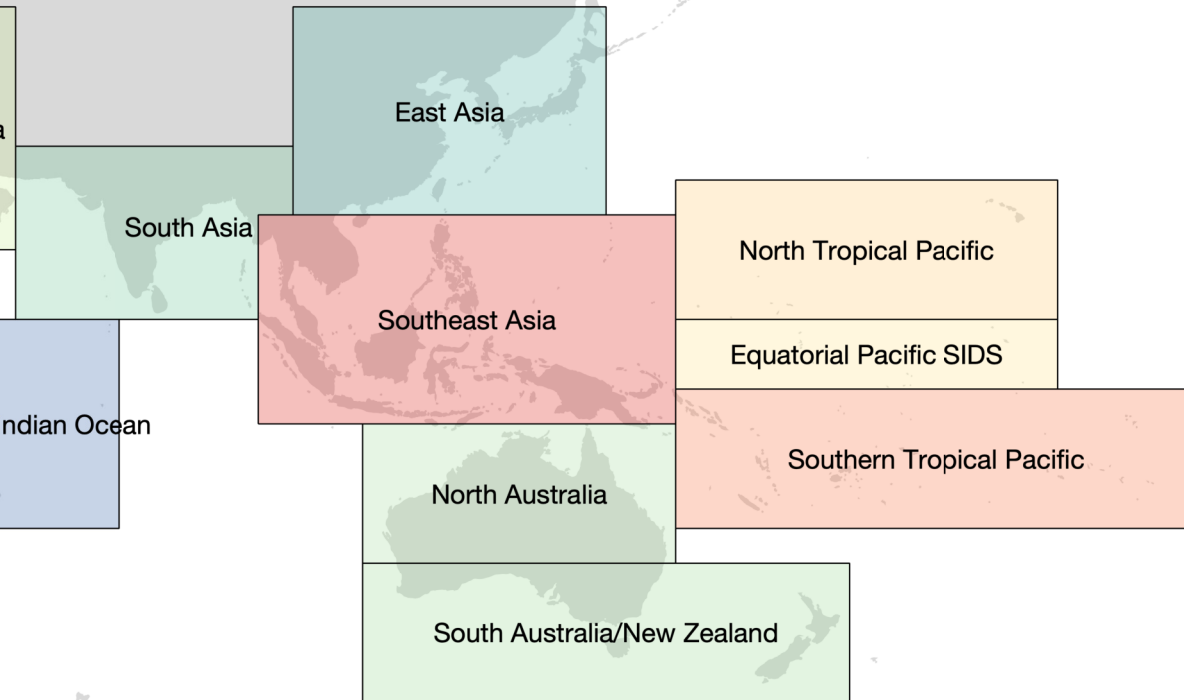 East Asia
a
South Asia
North Tropical Pacific
Southeast Asia
Equatorial Pacific SIDS
ndian Ocean
Southern Tropical Pacific
North Australia
South Australia/New Zealand